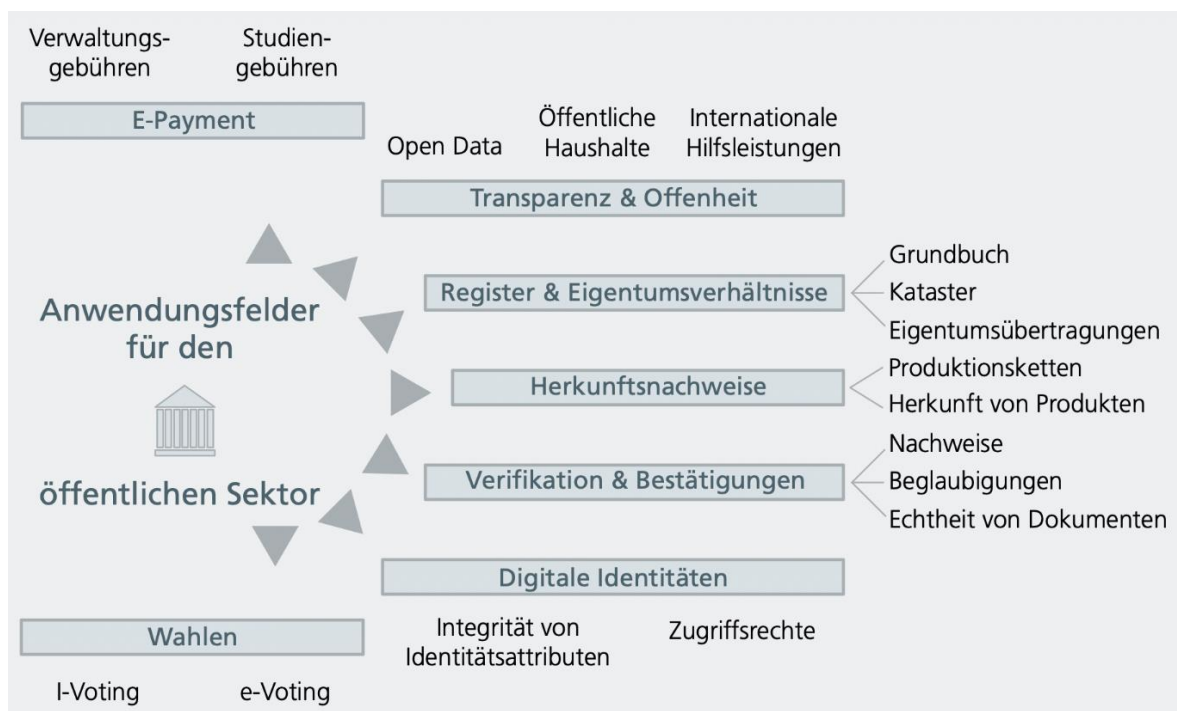 Verwaltungs-
gebühren
Studien-
gebühren
E-Payment
Open Data
Öffentliche
Haushalte
Internationale
Hilfsleistungen
Transparenz & Offenheit
Anwendungsfelder
für den
öffentlichen Sektor
Register & Eigentumsverhältnisse
Grundbuch
Kataster
Eigentumsübertragungen
Herkunftsnachweise
Produktionsketten
Herkunft von Produkten
Verifikation & Bestätigungen
Nachweise
Beglaubigungen
Echtheit von Dokumenten
Digitale Identitäten
Integrität von
Identitätsattributen
Zugriffsrechte
Wahlen
I-Voting
e-Voting